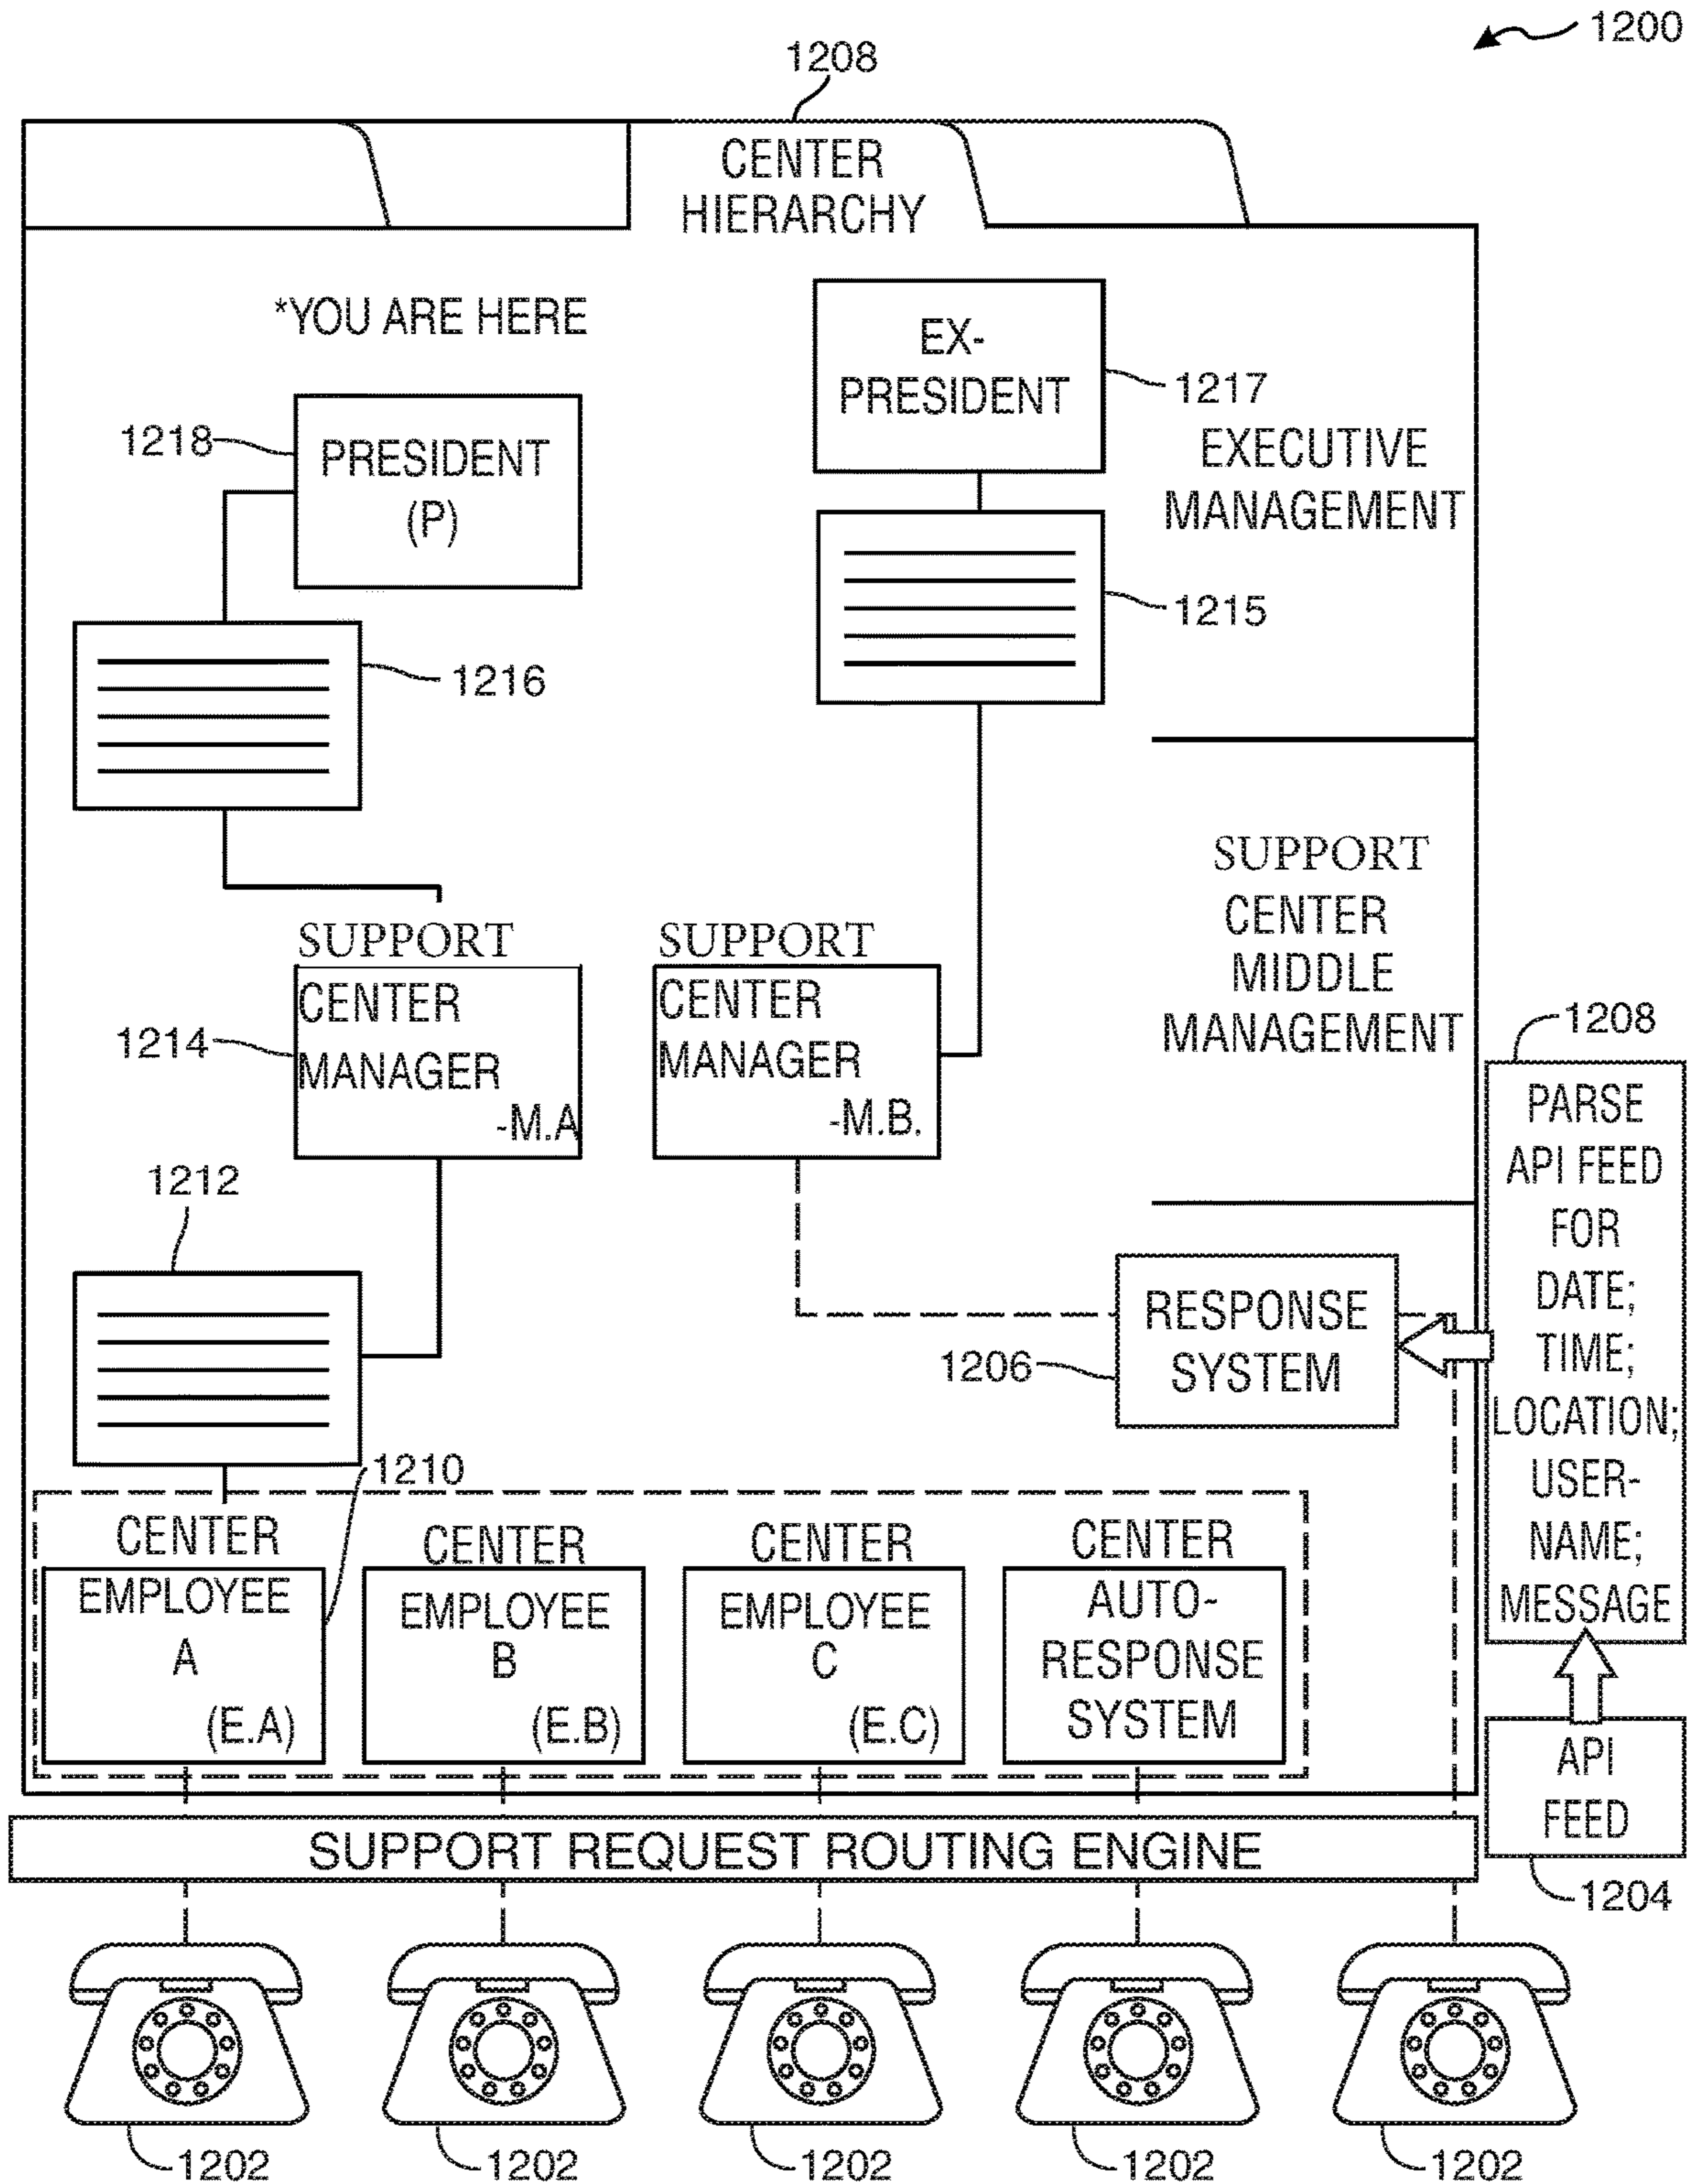 1200
1208
CENTER
HIERARCHY
*YOU ARE HERE
EX-
PRESIDENT
1217
EXECUTIVE
MANAGEMENT
1218
PRESIDENT
(P)
1215
1216
SUPPORT
CENTER
MIDDLE
MANAGEMENT
SUPPORT
CENTER
MANAGER
-M.A
1214
SUPPORT
CENTER
MANAGER
-M.B.
1208
PARSE
API FEED
FOR
DATE;
TIME;
LOCATION;
USER-
NAME;
MESSAGE
1212
RESPONSE
SYSTEM
1206
1210
CENTER
EMPLOYEE
A
(E.A)
CENTER
EMPLOYEE
B
(E.B)
CENTER
EMPLOYEE
C
(E.C)
CENTER
AUTO-
RESPONSE
SYSTEM
API
FEED
1204
SUPPORT REQUEST ROUTING ENGINE
1202
1202
1202
1202
1202